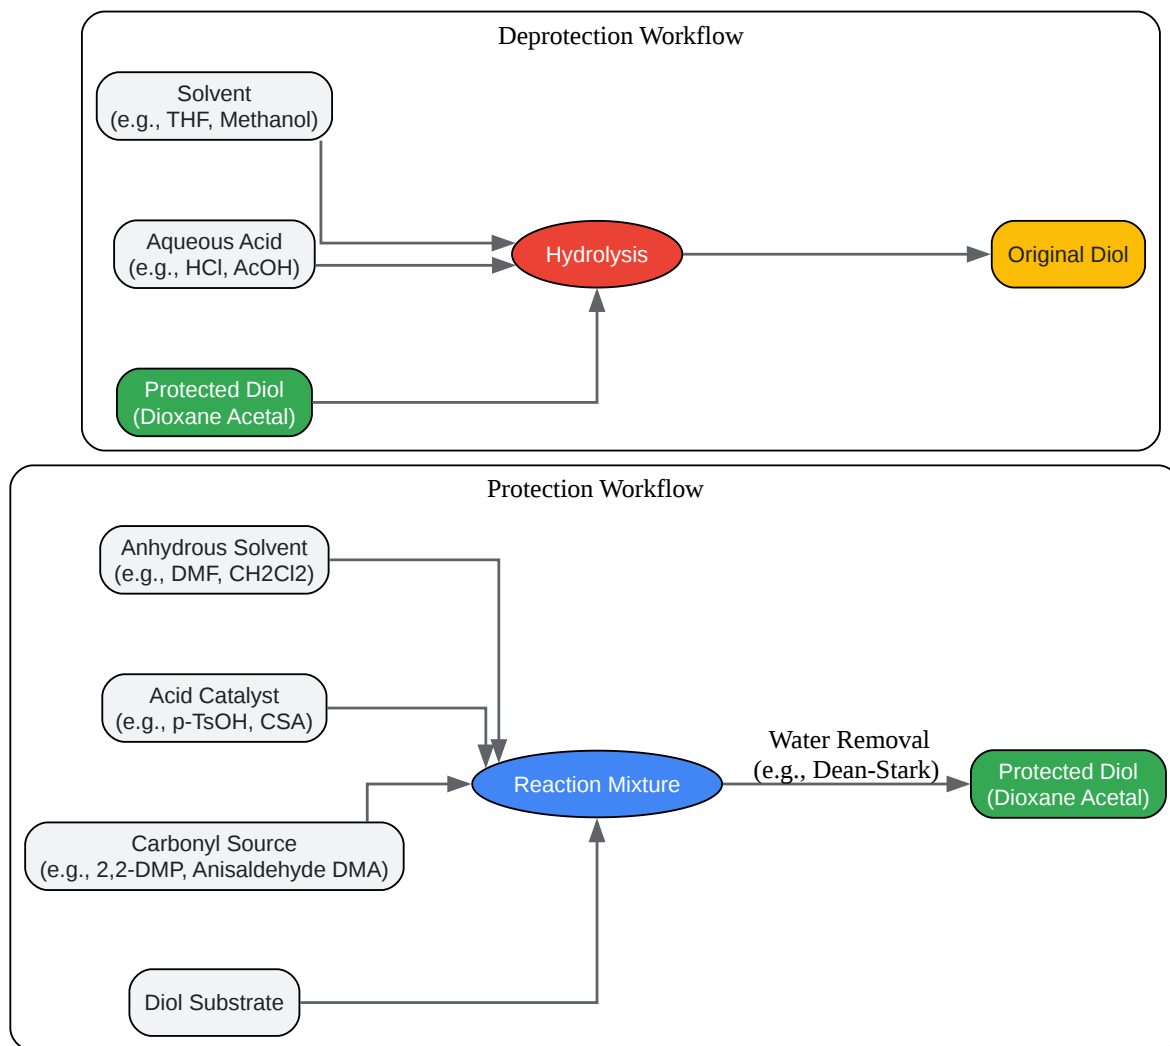 Deprotection Workflow
Solvent
(e.g., THF, Methanol)
Aqueous Acid
(e.g., HCl, AcOH)
Hydrolysis
Original Diol
Protected Diol
(Dioxane Acetal)
Protection Workflow
Anhydrous Solvent
(e.g., DMF, CH2Cl2)
Acid Catalyst
(e.g., p-TsOH, CSA)
Water Removal
(e.g., Dean-Stark)
Reaction Mixture
Protected Diol
(Dioxane Acetal)
Carbonyl Source
(e.g., 2,2-DMP, Anisaldehyde DMA)
Diol Substrate